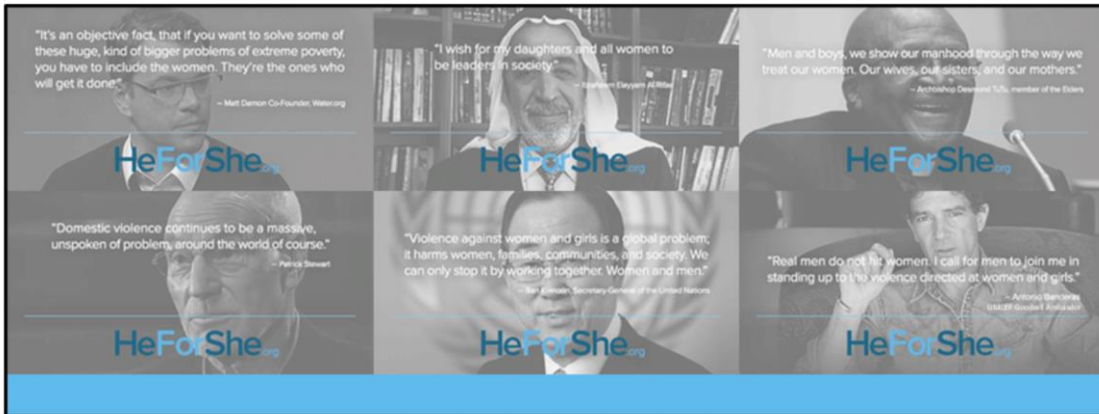 "It's an objective fact, that if you want to solve some of
these huge, kind of bigger problems of extreme poverty,
you have to include the women. They're the ones who
will get it done."
– Matt Damon Co-Founder, Water.org
HeForShe.org
"I wish for my daughters and all women to
be leaders in society."
HeForShe.org
"Men and boys, we show our manhood through the way we
treat our women. Our wives, our sisters, and our mothers."
– Archbishop Desmond TuTu, member of the Elders
HeForShe.org
"Domestic violence continues to be a massive,
unspoken of problem, around the world of course."
– Patrick Stewart
HeForShe.org
"Violence against women and girls is a global problem;
it harms women, families, communities, and society. We
can only stop it by working together. Women and men."
– Ban Secretary-General of the United Nations
HeForShe.org
"Real men do not hit women. I call for men to join me in
standing up to the violence directed at women and girls."
– Antonio Banderas
HeForShe.org